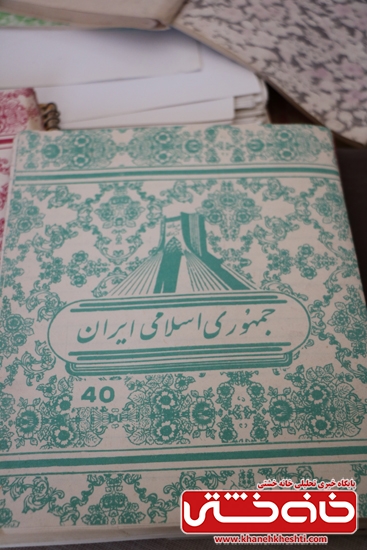 جمهوری اسلامی ایران
40
پایگاه خبری تحلیلی خانه خشتی
خانه خشتی
www.khanehkheshti.com